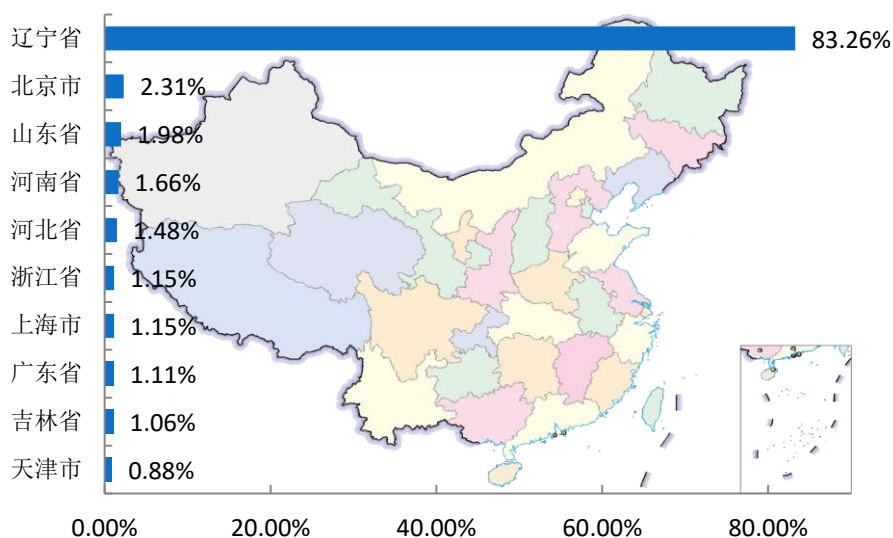 辽宁省 83.26%
北京市 2.31%
山东省 1.98%
河南省 1.66%
河北省 1.48%
浙江省 1.15%
上海市 1.15%
广东省 1.11%
吉林省 1.06%
天津市 0.88%
0.00% 20.00% 40.00% 60.00% 80.00%